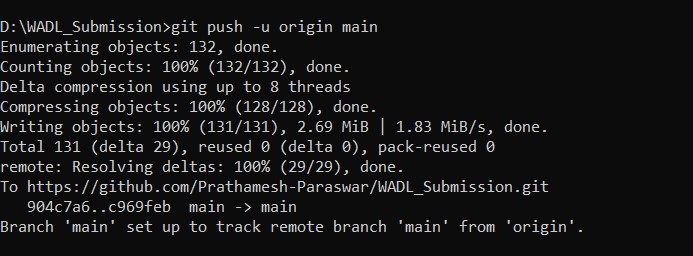 D:\WADL_Submission>git push -u origin main
Enumerating objects: 132, done.
Counting objects: 100% (132/132), done.
Delta compression using up to 8 threads
Compressing objects: 100% (128/128), done.
Writing objects: 100% (131/131), 2.69 MiB | 1.83 MiB/s, done.
Total 131 (delta 29), reused 0 (delta 0), pack-reused 0
remote: Resolving deltas: 100% (29/29), done.
To https://github.com/Prathamesh-Paraswar/WADL_Submission.git
   904c7a6..c969feb  main -> main
Branch 'main' set up to track remote branch 'main' from 'origin'.